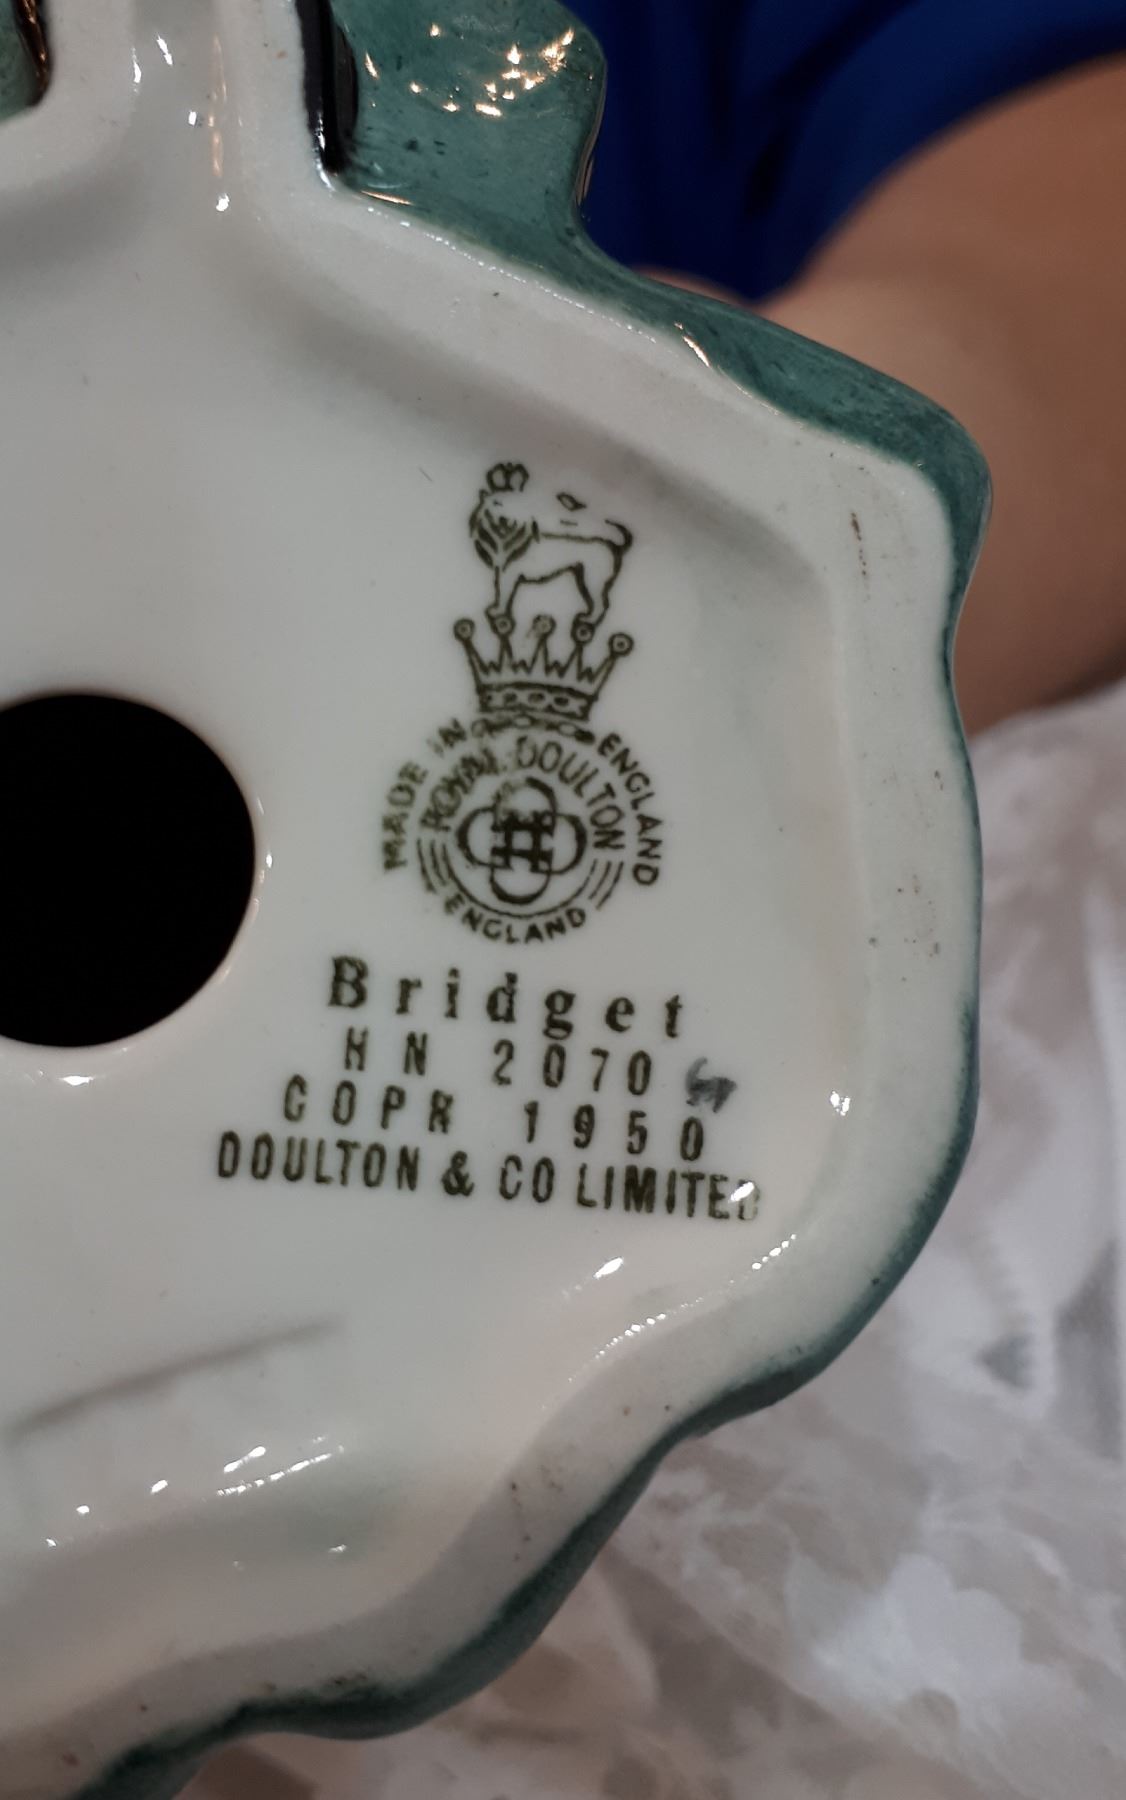 MADE IN ENGLAND
ROYAL DOULTON
ENGLAND
Bridget
HN 2070
COPR 1950
DOULTON & CO LIMITED